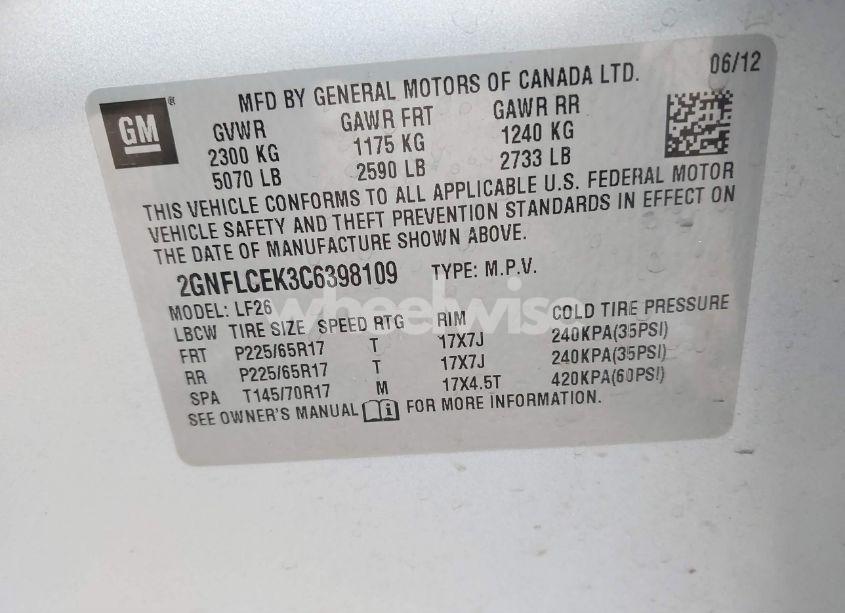 GM®
MFD BY GENERAL MOTORS OF CANADA LTD. 06/12
GVWR GAWR FRT GAWR RR
2300 KG 1175 KG 1240 KG
5070 LB 2590 LB 2733 LB
THIS VEHICLE CONFORMS TO ALL APPLICABLE U.S. FEDERAL MOTOR
VEHICLE SAFETY AND THEFT PREVENTION STANDARDS IN EFFECT ON
THE DATE OF MANUFACTURE SHOWN ABOVE.
2GNFLCEK3C6398109 TYPE: M.P.V.
MODEL: LF26
wheelwise
LBCW TIRE SIZE SPEED RTG RIM COLD TIRE PRESSURE
FRT P225/65R17 T 17X7J 240KPA(35PSI)
RR P225/65R17 T 17X7J 240KPA(35PSI)
SPA T145/70R17 M 17X4.5T 420KPA(60PSI)
SEE OWNER'S MANUAL i FOR MORE INFORMATION.